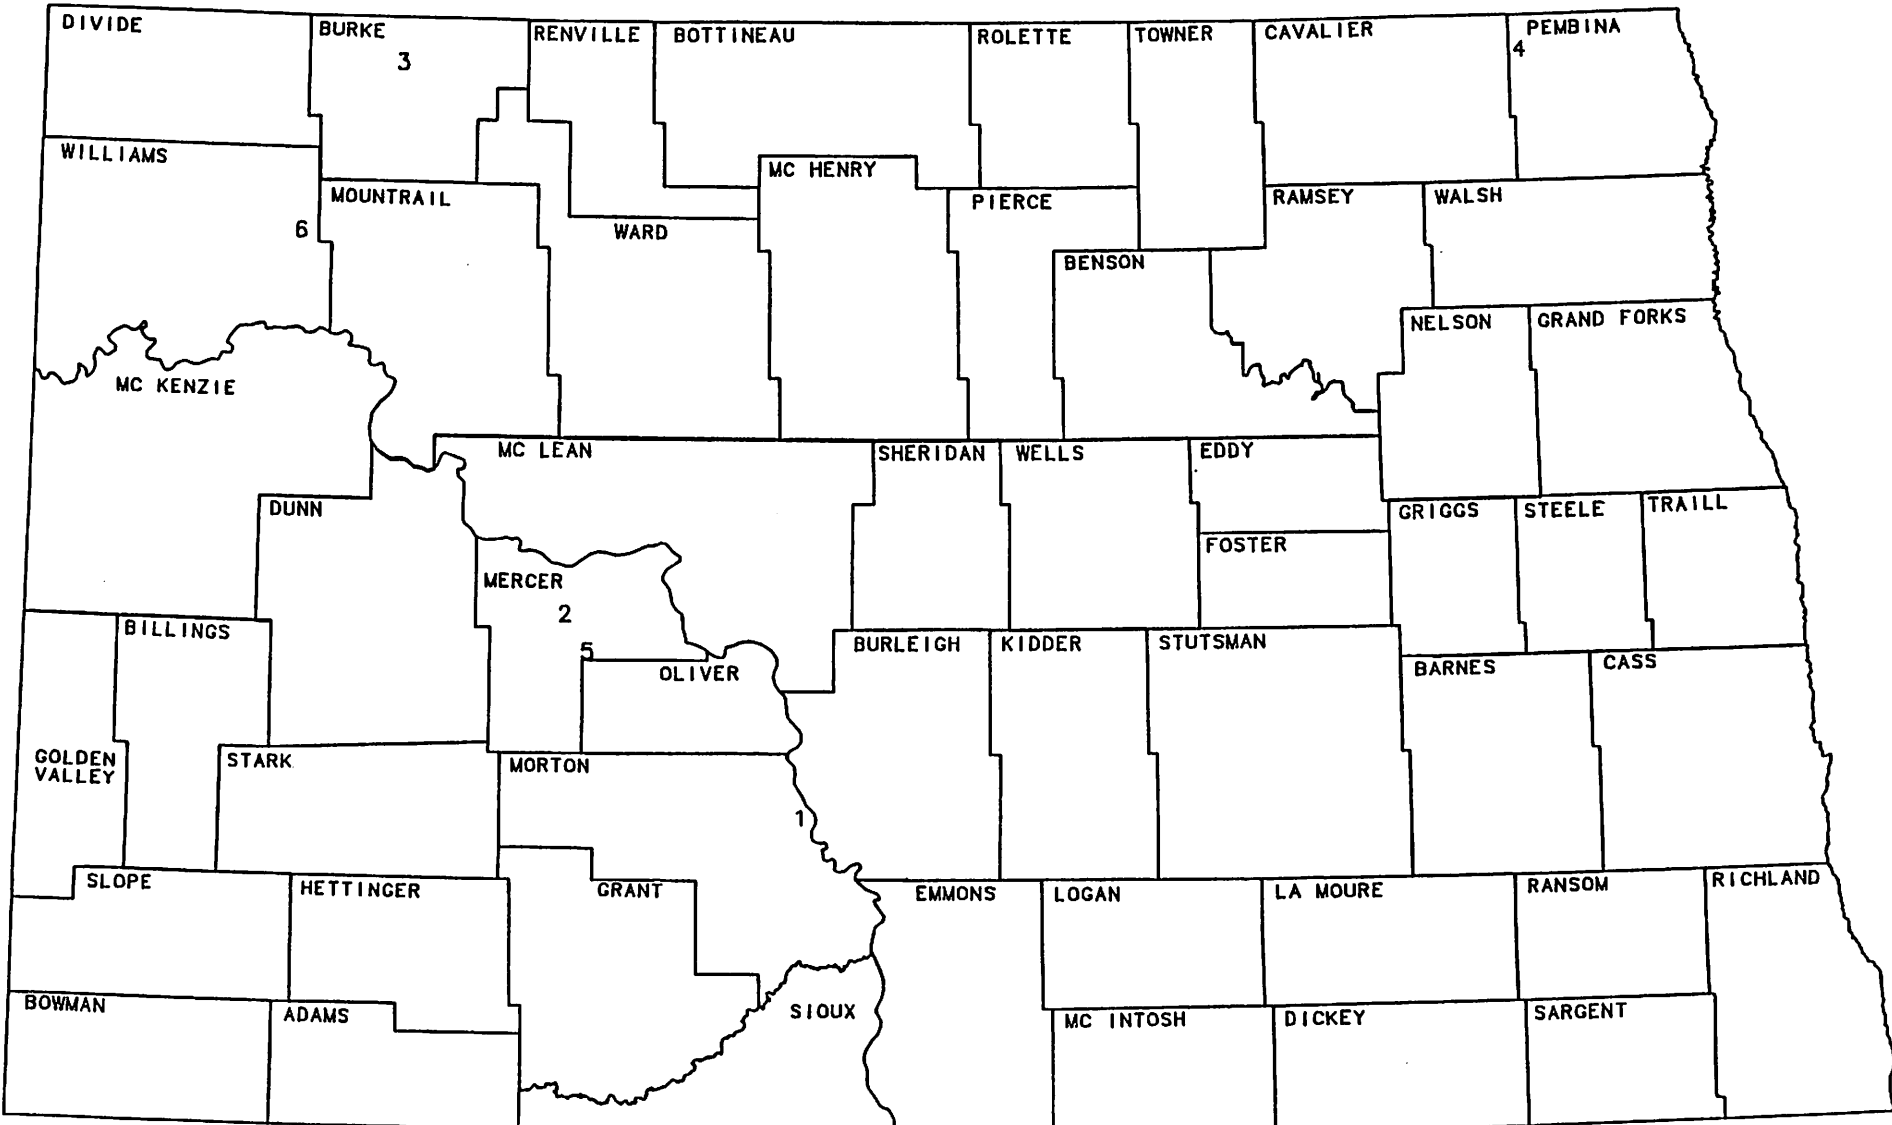 DIVIDE
BURKE
RENVILLE
BOTTINEAU
ROLETTE
TOWNER
CAVALIER
PEMBINA
3
4
WILLIAMS
MC HENRY
MOUNTRAIL
PIERCE
RAMSEY
WALSH
6
WARD
BENSON
NELSON
GRAND FORKS
MC KENZIE
MC LEAN
SHERIDAN
WELLS
EDDY
DUNN
GRIGGS
STEELE
TRAILL
FOSTER
MERCER
2
BILLINGS
5
OLIVER
BURLEIGH
KIDDER
STUTSMAN
BARNES
CASS
GOLDEN
VALLEY
STARK
MORTON
1
SLOPE
HETTINGER
GRANT
EMMONS
LOGAN
LA MOURE
RANSOM
RICHLAND
BOWMAN
ADAMS
SIOUX
MC INTOSH
DICKEY
SARGENT